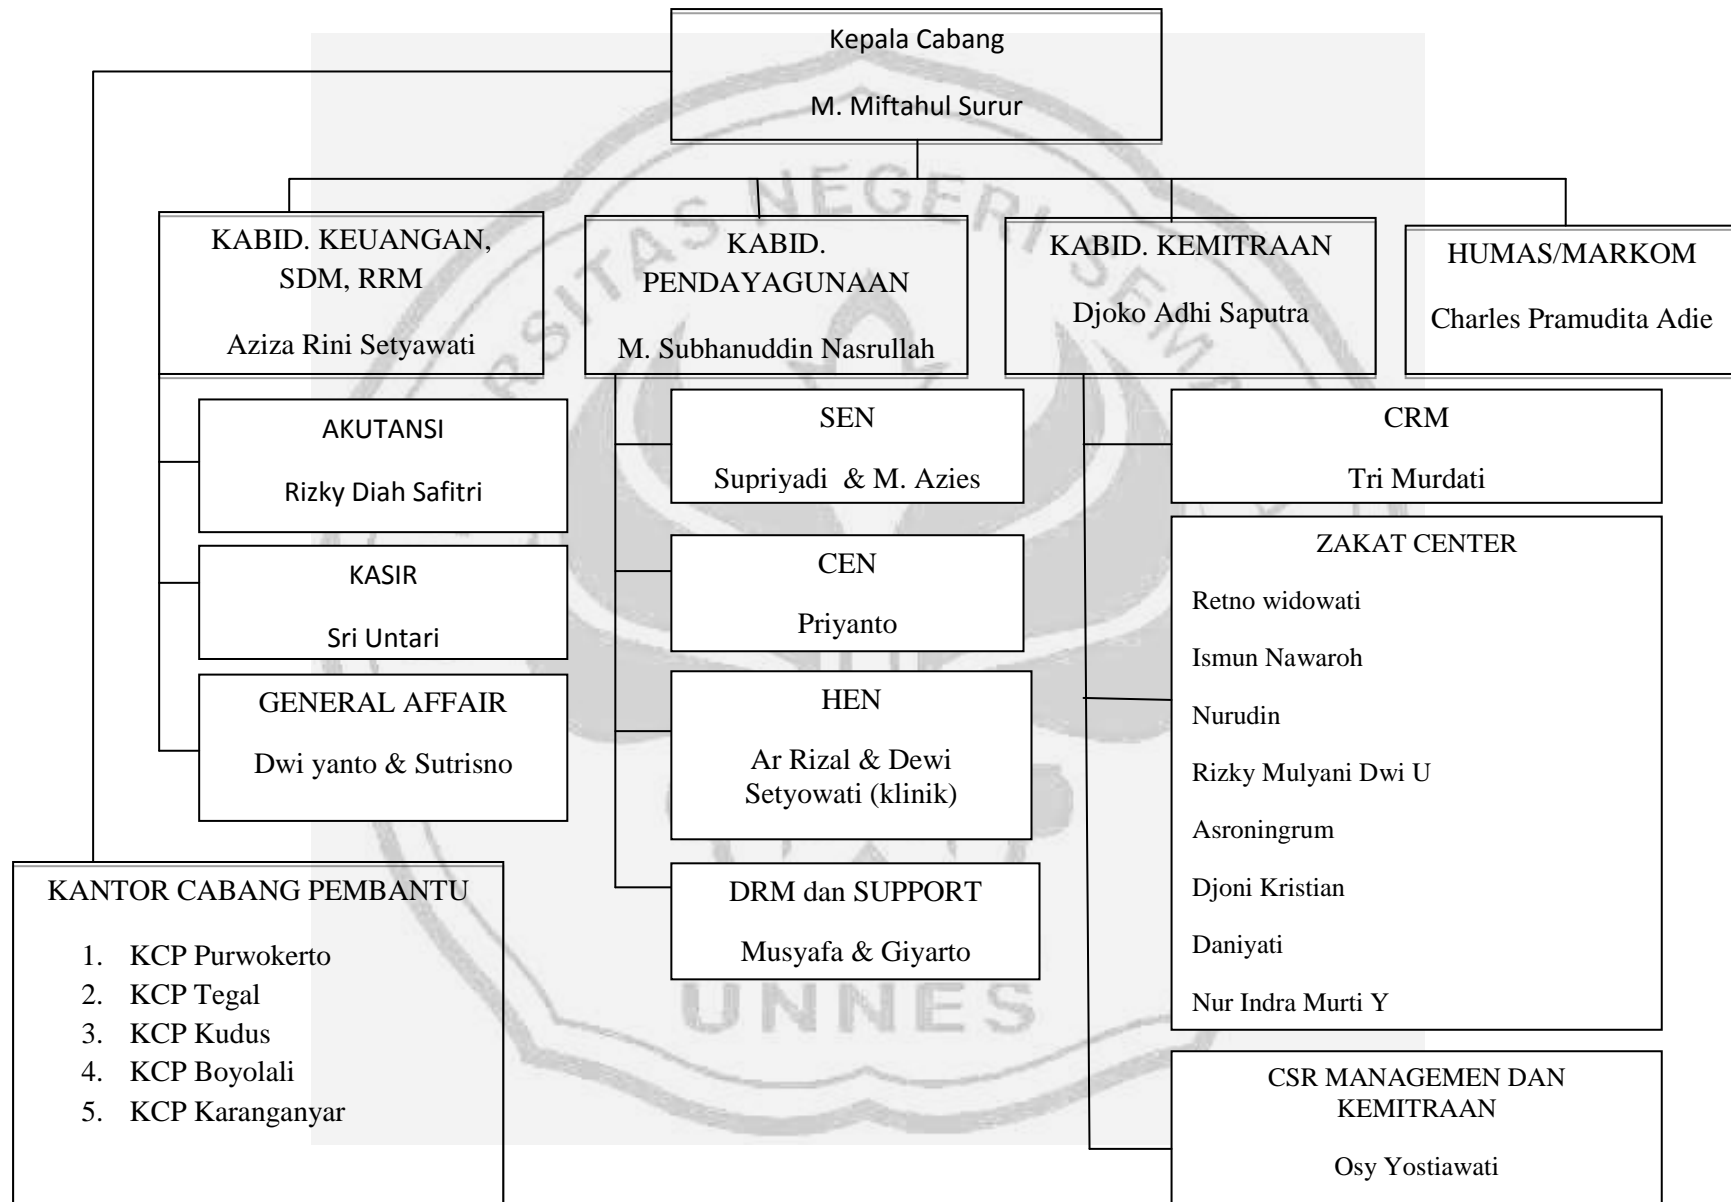 Kepala Cabang
M. Miftahul Surur
KABID. KEUANGAN,
SDM, RRM
Aziza Rini Setyawati
KABID.
PENDAYAGUNAAN
M. Subhanuddin Nasrullah
KABID. KEMITRAAN
Djoko Adhi Saputra
HUMAS/MARKOM
Charles Pramudita Adie
AKUTANSI
Rizky Diah Safitri
KASIR
Sri Untari
GENERAL AFFAIR
Dwi yanto & Sutrisno
SEN
Supriyadi & M. Azies
CEN
Priyanto
HEN
Ar Rizal & Dewi
Setyowati (klinik)
DRM dan SUPPORT
Musyafa & Giyarto
CRM
Tri Murdati
ZAKAT CENTER
Retno widowati
Ismun Nawaroh
Nurudin
Rizky Mulyani Dwi U
Asroningrum
Djoni Kristian
Daniyati
Nur Indra Murti Y
CSR MANAGEMEN DAN
KEMITRAAN
Osy Yostiawati
KANTOR CABANG PEMBANTU
1. KCP Purwokerto
2. KCP Tegal
3. KCP Kudus
4. KCP Boyolali
5. KCP Karanganyar
UNNES